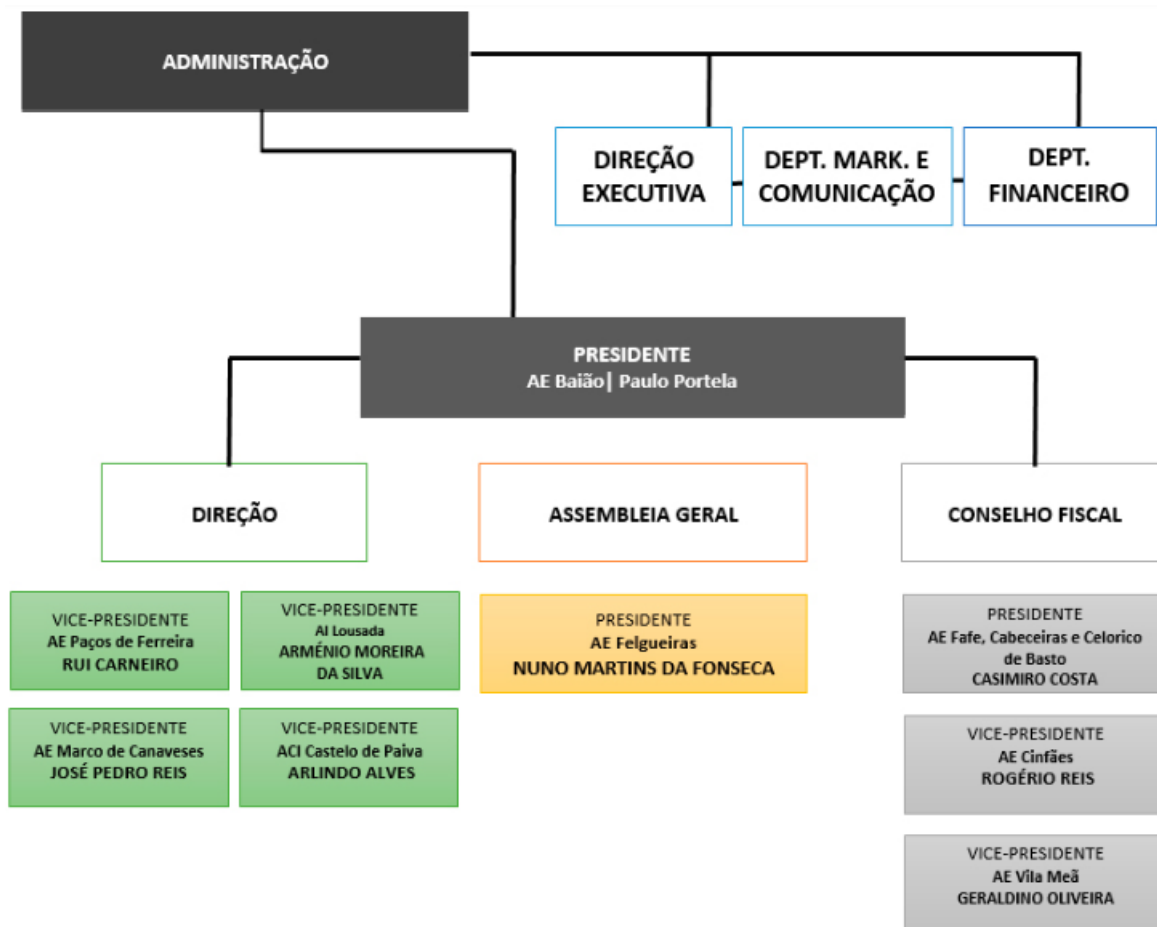 ADMINISTRAÇÃO
DIREÇÃO
EXECUTIVA
DEPT. MARK. E
COMUNICAÇÃO
DEPT.
FINANCEIRO
PRESIDENTE
AE Baião| Paulo Portela
DIREÇÃO
ASSEMBLEIA GERAL
CONSELHO FISCAL
VICE-PRESIDENTE
AE Paços de Ferreira
RUI CARNEIRO
VICE-PRESIDENTE
AI Lousada
ARMÉNIO MOREIRA
DA SILVA
VICE-PRESIDENTE
AE Marco de Canaveses
JOSÉ PEDRO REIS
VICE-PRESIDENTE
ACI Castelo de Paiva
ARLINDO ALVES
PRESIDENTE
AE Felgueiras
NUNO MARTINS DA FONSECA
PRESIDENTE
AE Fafe, Cabeceiras e Celorico
de Basto
CASIMIRO COSTA
VICE-PRESIDENTE
AE Cinfães
ROGÉRIO REIS
VICE-PRESIDENTE
AE Vila Meã
GERALDINO OLIVEIRA